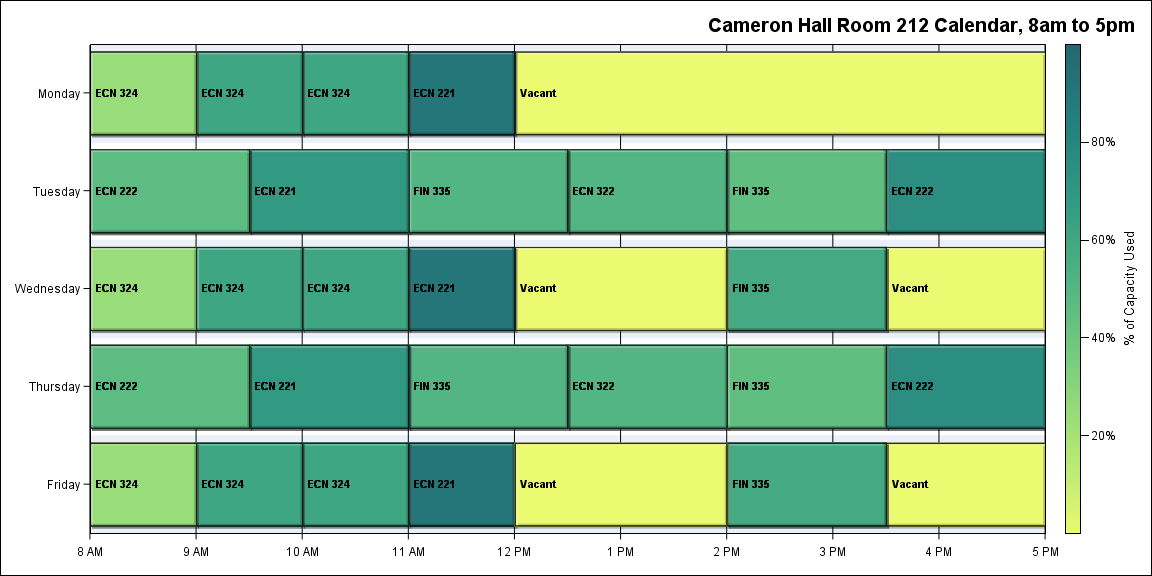 Cameron Hall Room 212 Calendar, 8am to 5pm
Monday
ECN 324
ECN 324
ECN 324
ECN 221
Vacant
Tuesday
ECN 222
ECN 221
FIN 335
ECN 322
FIN 335
ECN 222
Wednesday
ECN 324
ECN 324
ECN 324
ECN 221
Vacant
FIN 335
Vacant
Thursday
ECN 222
ECN 221
FIN 335
ECN 322
FIN 335
ECN 222
Friday
ECN 324
ECN 324
ECN 324
ECN 221
Vacant
FIN 335
Vacant
8 AM
9 AM
10 AM
11 AM
12 PM
1 PM
2 PM
3 PM
4 PM
5 PM
80%
60%
40%
20%
% of Capacity Used